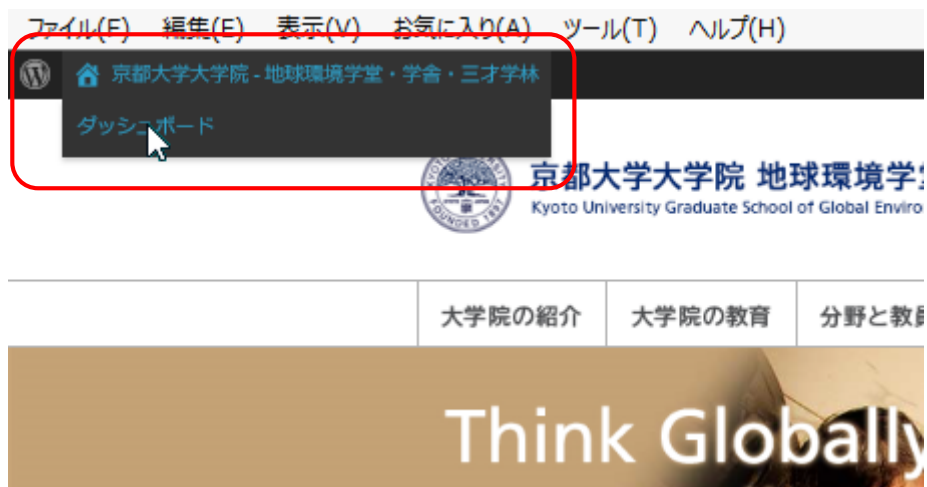 ファイル(F) 編集(E) 表示(V) お気に入り(A) ツール(T) ヘルプ(H)
京都大学大学院 - 地球環境学堂・学舎・三才学林
ダッシュボード
京都大学大学院 地球環境学
Kyoto University Graduate School of Global Enviro
大学院の紹介 大学院の教育 分野と教
Think Globally